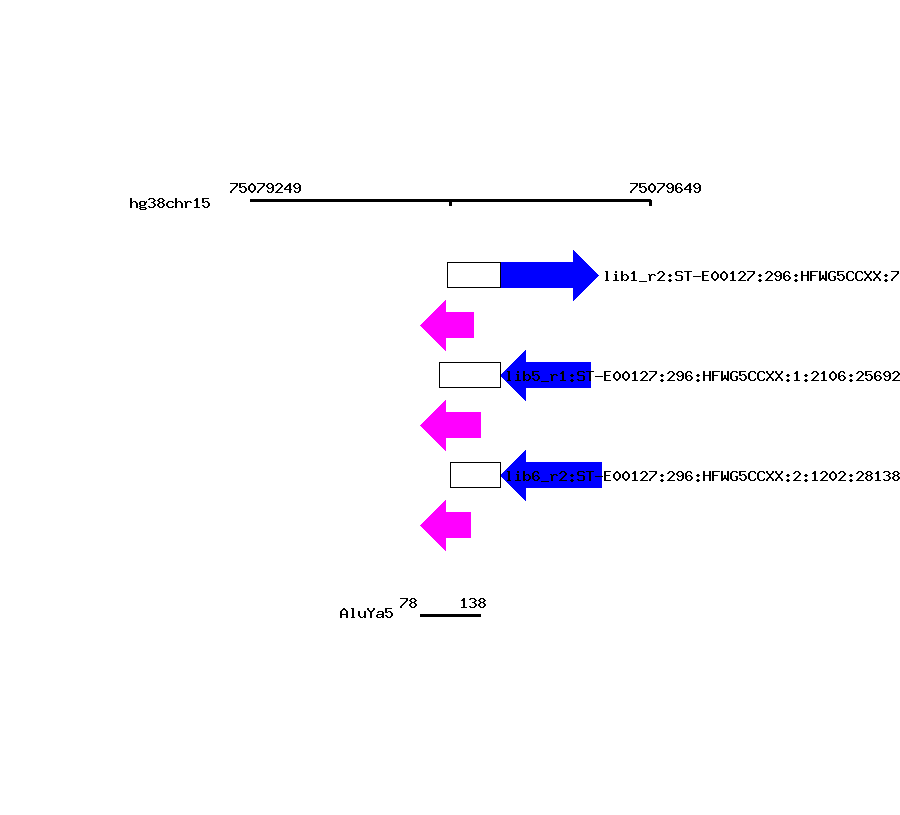 75079249 75079649
hg38chr15
lib1_r2:ST-E00127:296:HFWG5CCXX:7
lib5_r1:ST-E00127:296:HFWG5CCXX:1:2106:25692
lib6_r2:ST-E00127:296:HFWG5CCXX:2:1202:28138
78 138
AluYa5